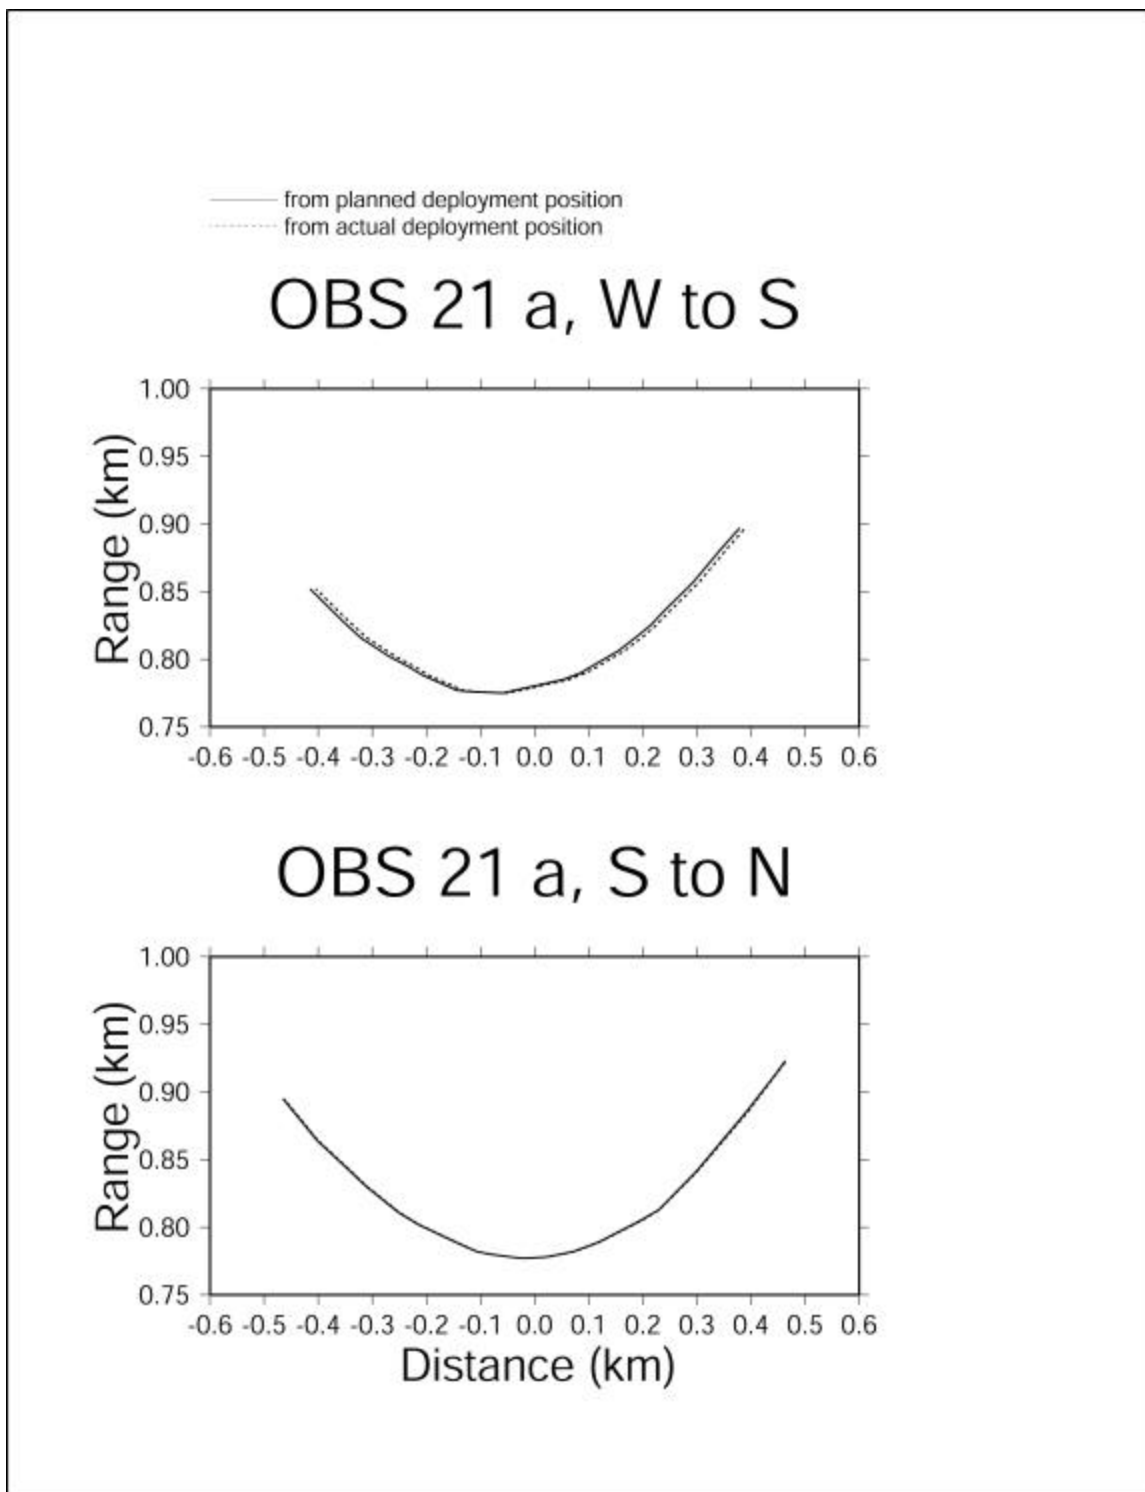 from planned deployment position
from actual deployment position
OBS 21 a, W to S
1.00
0.95
0.90
0.85
0.80
0.75
Range (km)
-0.6 -0.5 -0.4 -0.3 -0.2 -0.1 0.0 0.1 0.2 0.3 0.4 0.5 0.6
OBS 21 a, S to N
1.00
0.95
0.90
0.85
0.80
0.75
Range (km)
-0.6 -0.5 -0.4 -0.3 -0.2 -0.1 0.0 0.1 0.2 0.3 0.4 0.5 0.6
Distance (km)